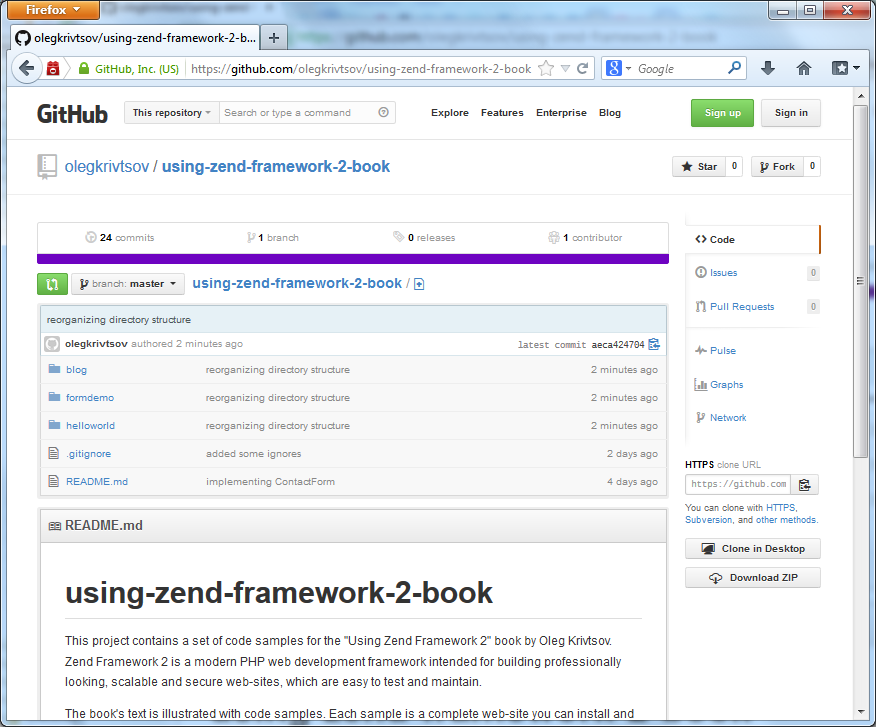 Firefox
olegkrivtsov/using-zend-framework-2-b...
GitHub, Inc. (US) https://github.com/olegkrivtsov/using-zend-framework-2-book Google
GitHub This repository Search or type a command Explore Features Enterprise Blog Sign up Sign in
olegkrivtsov / using-zend-framework-2-book Star 0 Fork 0
24 commits 1 branch 0 releases 1 contributor
branch: master using-zend-framework-2-book /
reorganizing directory structure
olegkrivtsov authored 2 minutes ago latest commit aeca424704
blog reorganizing directory structure 2 minutes ago
formdemo reorganizing directory structure 2 minutes ago
helloworld reorganizing directory structure 2 minutes ago
.gitignore added some ignores 2 days ago
README.md implementing ContactForm 4 days ago
README.md
using-zend-framework-2-book
This project contains a set of code samples for the "Using Zend Framework 2" book by Oleg Krivtsov.
Zend Framework 2 is a modern PHP web development framework intended for building professionally
looking, scalable and secure web-sites, which are easy to test and maintain.
The book's text is illustrated with code samples. Each sample is a complete web-site you can install and
Code
Issues 0
Pull Requests 0
Pulse
Graphs
Network
HTTPS clone URL
https://github.com
You can clone with HTTPS,
Subversion, and other methods.
Clone in Desktop
Download ZIP